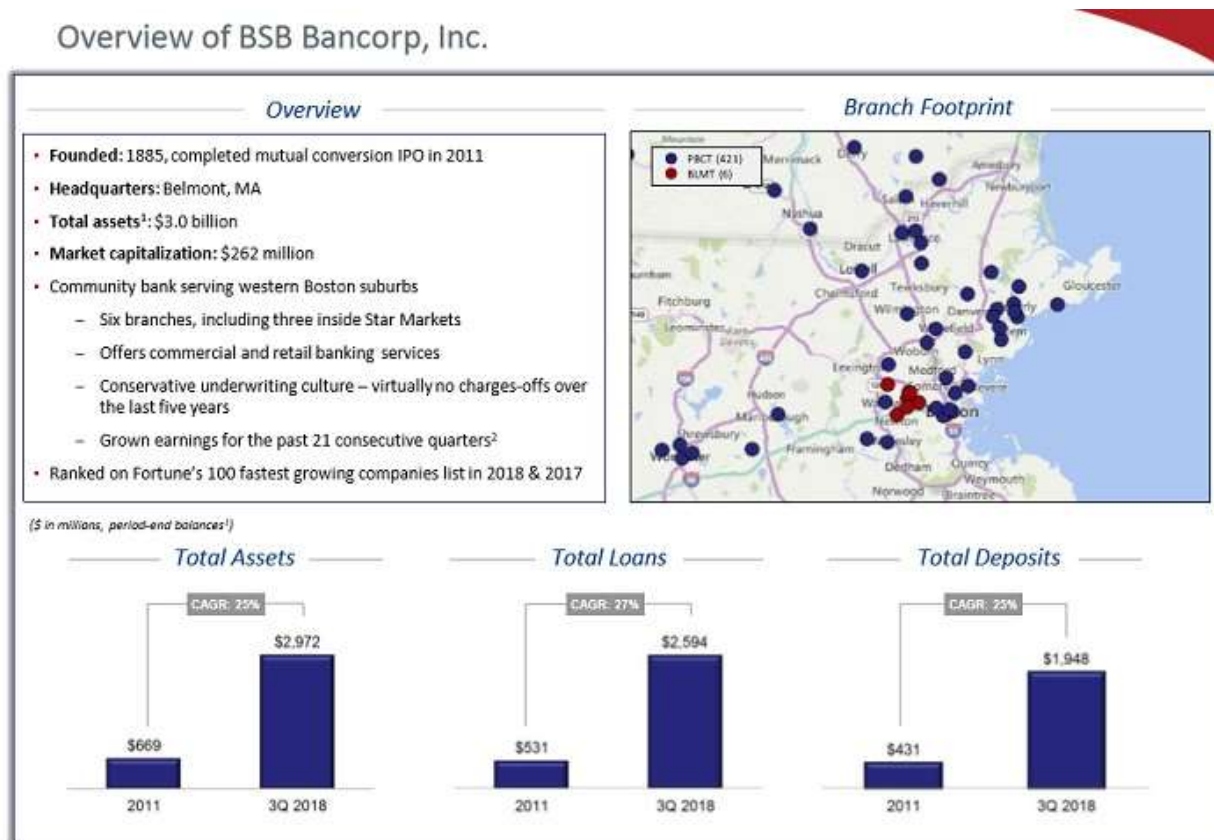 Overview of BSB Bancorp, Inc.
Overview
• Founded: 1885, completed mutual conversion IPO in 2011
• Headquarters: Belmont, MA
• Total assets¹: $3.0 billion
• Market capitalization: $262 million
• Community bank serving western Boston suburbs
– Six branches, including three inside Star Markets
– Offers commercial and retail banking services
– Conservative underwriting culture – virtually no charges-offs over
the last five years
– Grown earnings for the past 21 consecutive quarters²
• Ranked on Fortune's 100 fastest growing companies list in 2018 & 2017
Branch Footprint
PBCT (421)
BLMT (6)
Merrimack
Amesbury
Newburyport
Haverhill
Nashua
Dracut
Tewksbury
Chelmsford
Gloucester
Fitchburg
Leominster
Woburn
Lynn
Lexington
Medford
Hudson
Framingham
Dedham
Quincy
Weymouth
Norwood
Braintree
($ in millions, period-end balances¹)
Total Assets
CAGR: 25%
$669
$2,972
2011
3Q 2018
Total Loans
CAGR: 27%
$531
$2,594
2011
3Q 2018
Total Deposits
CAGR: 25%
$431
$1,948
2011
3Q 2018